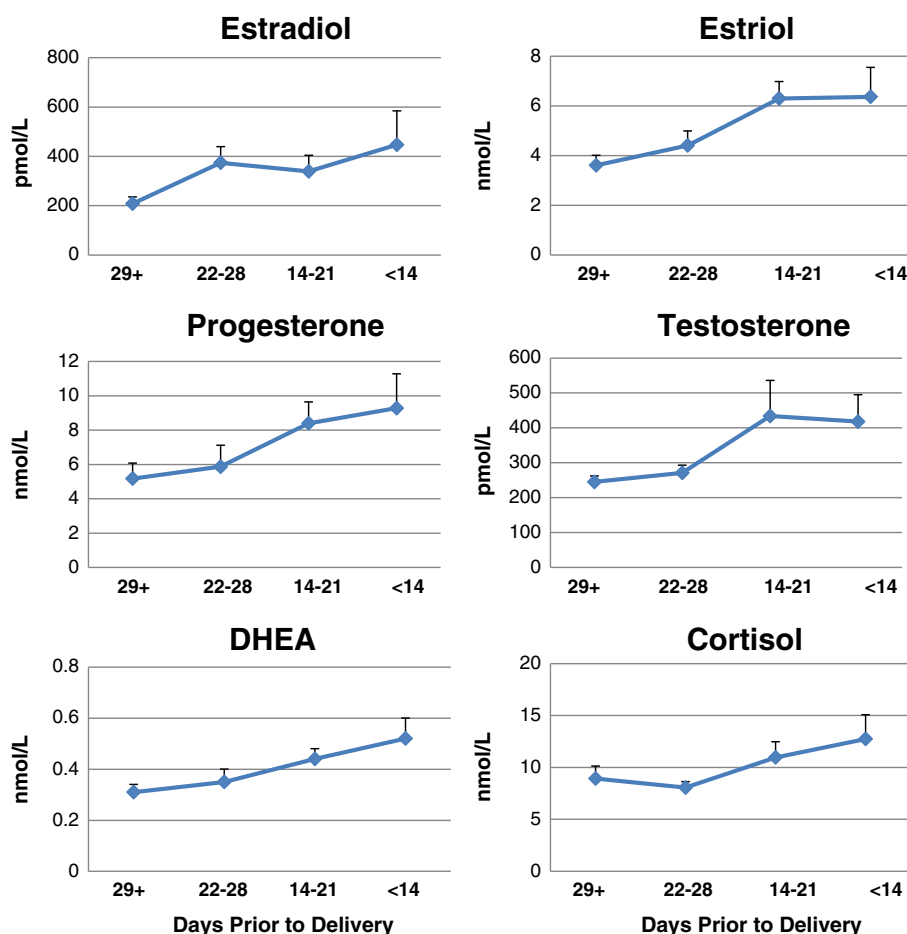 Estradiol
800
600
400
200
0
pmol/L
29+ 22-28 14-21 <14
Estriol
8
6
4
2
0
nmol/L
29+ 22-28 14-21 <14
Progesterone
12
10
8
6
4
2
0
nmol/L
29+ 22-28 14-21 <14
Testosterone
600
500
400
300
200
100
0
pmol/L
29+ 22-28 14-21 <14
DHEA
0.8
0.6
0.4
0.2
0
nmol/L
29+ 22-28 14-21 <14
Days Prior to Delivery
Cortisol
20
15
10
5
0
nmol/L
29+ 22-28 14-21 <14
Days Prior to Delivery